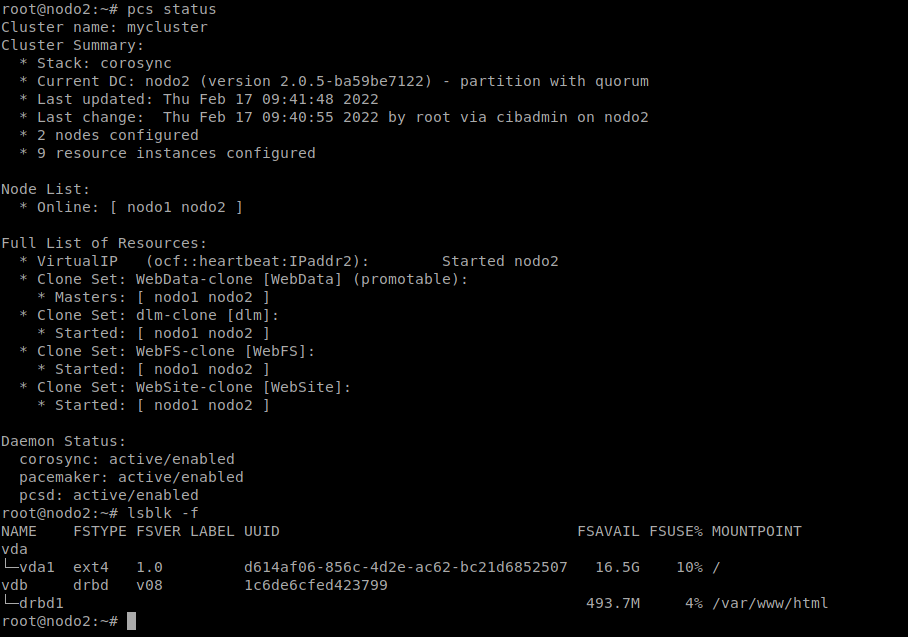 root@nodo2:~# pcs status
Cluster name: mycluster
Cluster Summary:
  * Stack: corosync
  * Current DC: nodo2 (version 2.0.5-ba59be7122) - partition with quorum
  * Last updated: Thu Feb 17 09:41:48 2022
  * Last change:  Thu Feb 17 09:40:55 2022 by root via cibadmin on nodo2
  * 2 nodes configured
  * 9 resource instances configured

Node List:
  * Online: [ nodo1 nodo2 ]

Full List of Resources:
  * VirtualIP   (ocf::heartbeat:IPaddr2):        Started nodo2
  * Clone Set: WebData-clone [WebData] (promotable):
    * Masters: [ nodo1 nodo2 ]
  * Clone Set: dlm-clone [dlm]:
    * Started: [ nodo1 nodo2 ]
  * Clone Set: WebFS-clone [WebFS]:
    * Started: [ nodo1 nodo2 ]
  * Clone Set: WebSite-clone [WebSite]:
    * Started: [ nodo1 nodo2 ]

Daemon Status:
  corosync: active/enabled
  pacemaker: active/enabled
  pcsd: active/enabled
root@nodo2:~# lsblk -f
NAME    FSTYPE FSVER LABEL UUID                                 FSAVAIL FSUSE% MOUNTPOINT
vda
└─vda1  ext4   1.0         d614af06-856c-4d2e-ac62-bc21d6852507   16.5G    10% /
vdb     drbd   v08         1c6de6cfed423799
└─drbd1                                                          493.7M     4% /var/www/html
root@nodo2:~#